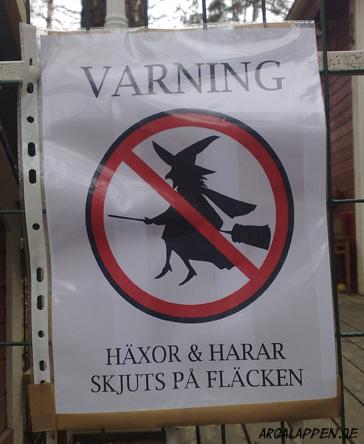 VARNING
HÄXOR & HARAR
SKJUTS PÅ FLÄCKEN
ARGALAPPEN.SE